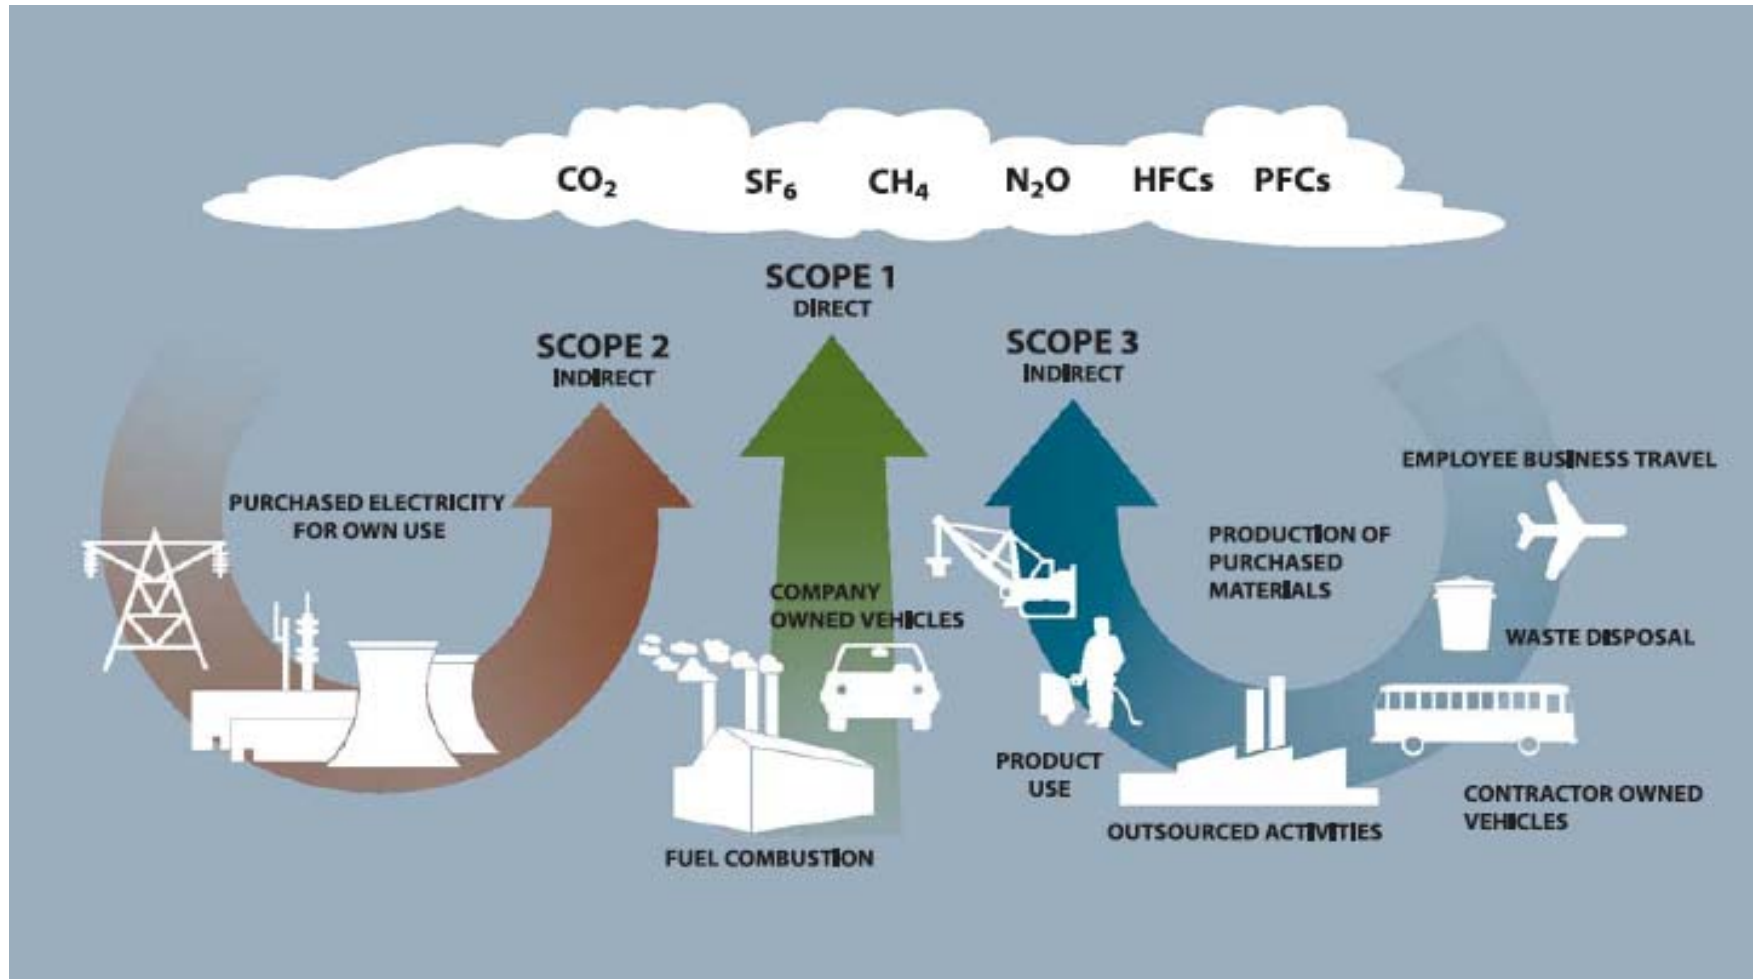 CO₂ SF₆ CH₄ N₂O HFCs PFCs
SCOPE 1
DIRECT
SCOPE 2
INDIRECT
SCOPE 3
INDIRECT
PURCHASED ELECTRICITY
FOR OWN USE
COMPANY
OWNED VEHICLES
FUEL COMBUSTION
EMPLOYEE BUSINESS TRAVEL
PRODUCTION OF
PURCHASED
MATERIALS
WASTE DISPOSAL
PRODUCT
USE
OUTSOURCED ACTIVITIES
CONTRACTOR OWNED
VEHICLES